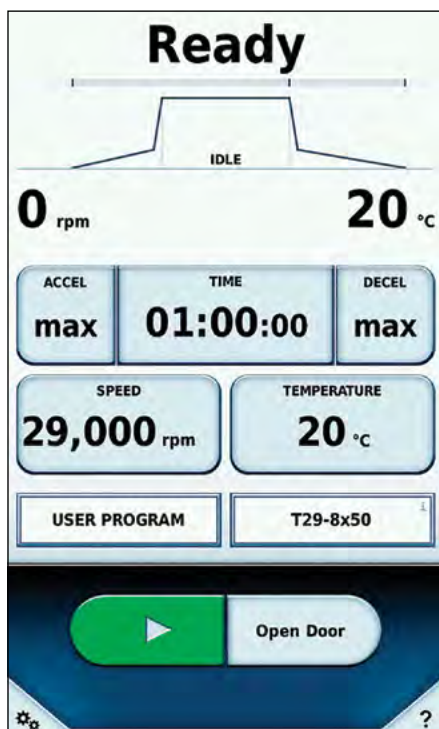 Ready
IDLE
0 rpm 20 °C
ACCEL TIME DECEL
max 01:00:00 max
SPEED TEMPERATURE
29,000 rpm 20 °C
USER PROGRAM T29-8x50 i
Open Door
?